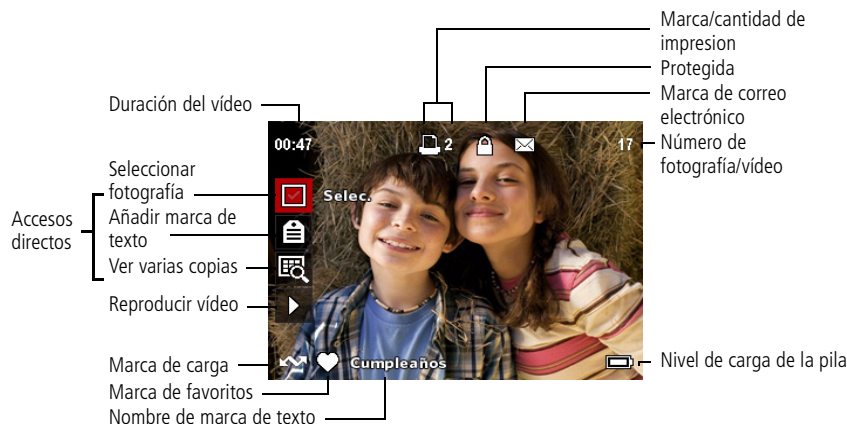 Marca/cantidad de
impresion
Protegida
Marca de correo
electrónico
Número de
fotografía/vídeo
Duración del vídeo
00:47
2
17
Seleccionar
fotografía
Selec.
Accesos
directos
Añadir marca de
texto
Ver varias copias
Reproducir vídeo
Marca de carga
Cumpleaños
Nivel de carga de la pila
Marca de favoritos
Nombre de marca de texto